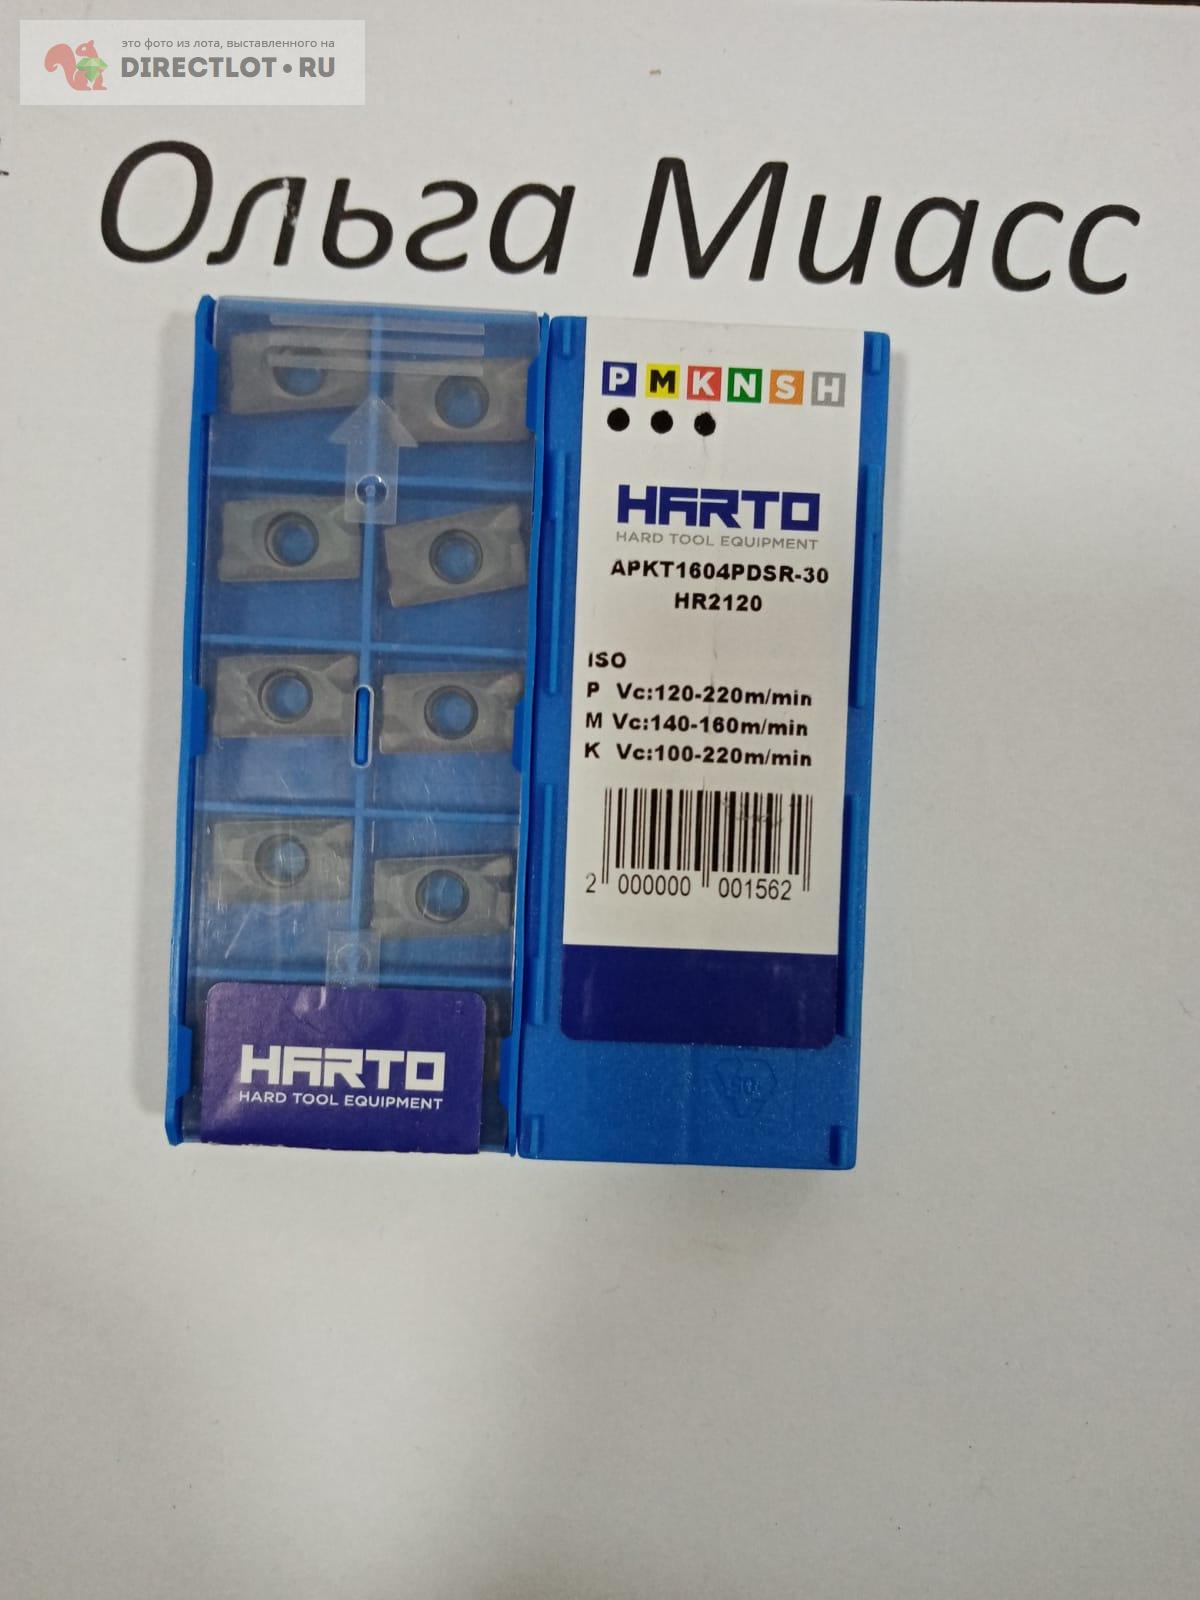 это фото из лота, выставленного на
DIRECTLOT•RU
Ольга Миасс
P M K N S H
HARTO
HARD TOOL EQUIPMENT
APKT1604PDSR-30
HR2120
ISO
P Vc:120-220m/min
M Vc:140-160m/min
K Vc:100-220m/min
2 000000 001562
HARTO
HARD TOOL EQUIPMENT